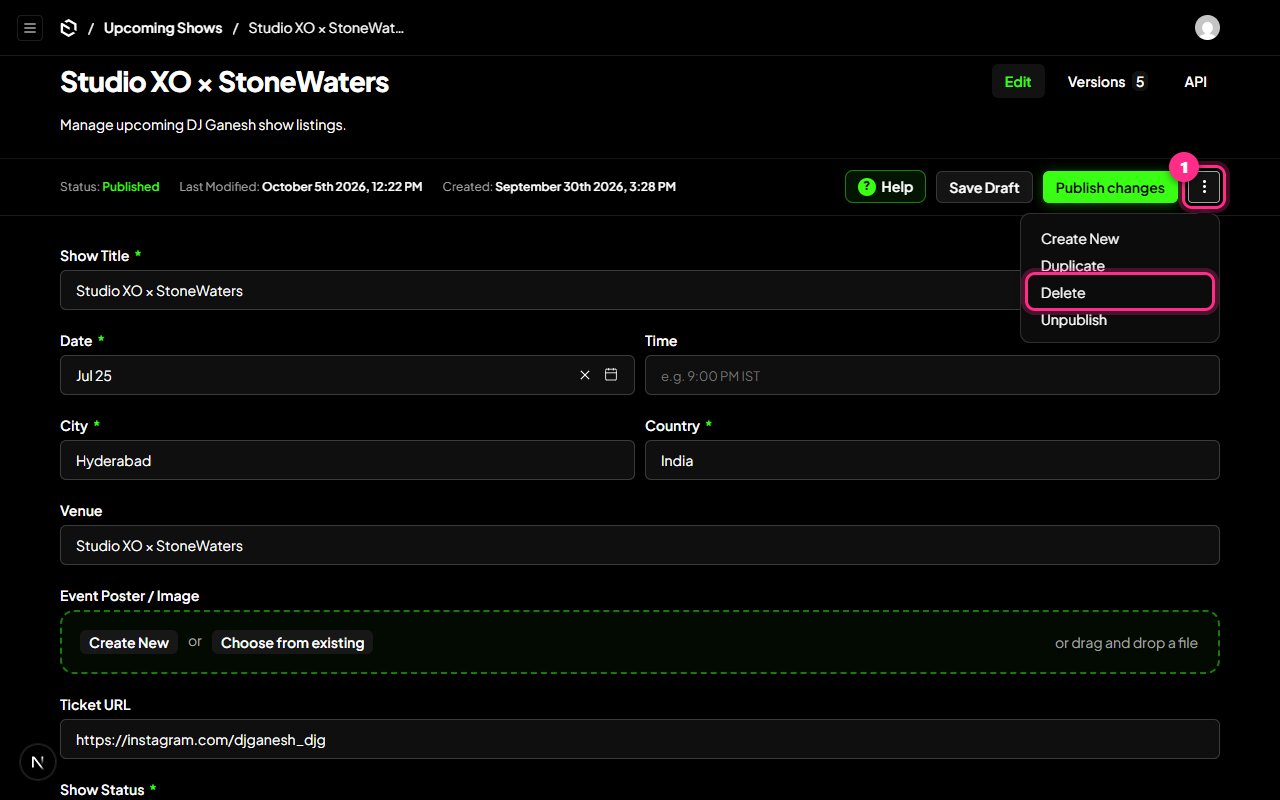 / Upcoming Shows / Studio XO × StoneWat...
Studio XO × StoneWaters
Edit Versions 5 API
Manage upcoming DJ Ganesh show listings.
Status: Published Last Modified: October 5th 2026, 12:22 PM Created: September 30th 2026, 3:28 PM
? Help Save Draft Publish changes 1
Create New
Duplicate
Delete
Unpublish
Show Title *
Studio XO × StoneWaters
Date * Time
Jul 25 e.g. 9:00 PM IST
City * Country *
Hyderabad India
Venue
Studio XO × StoneWaters
Event Poster / Image
Create New or Choose from existing or drag and drop a file
Ticket URL
https://instagram.com/djganesh_djg
N
Show Status *